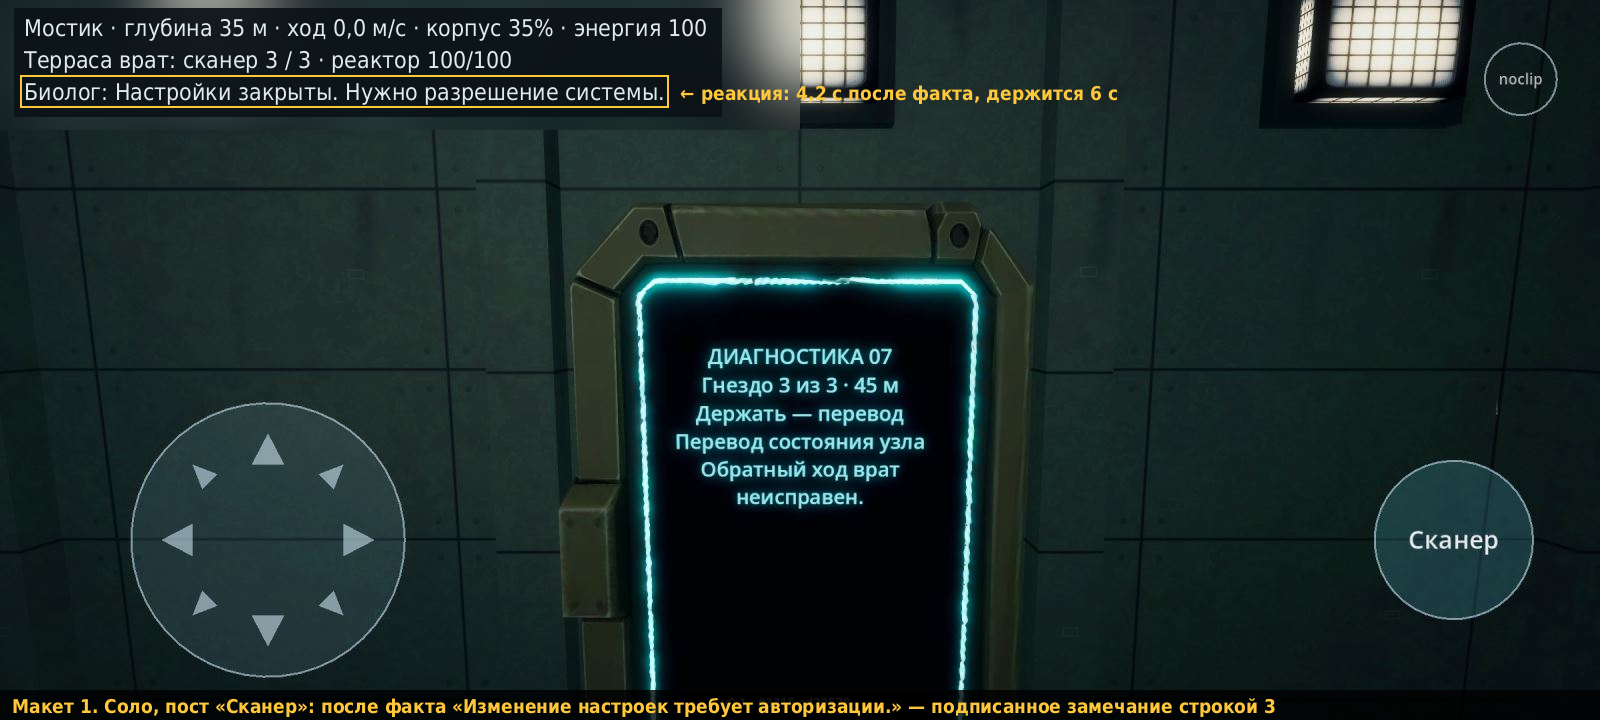 Мостик · глубина 35 м · ход 0,0 м/с · корпус 35% · энергия 100
Терраса врат: сканер 3 / 3 · реактор 100/100
Биолог: Настройки закрыты. Нужно разрешение системы. ← реакция: 4,2 с после факта, держится 6 с
noclip
ДИАГНОСТИКА 07
Гнездо 3 из 3 · 45 м
Держать — перевод
Перевод состояния узла
Обратный ход врат
неисправен.
Сканер
Макет 1. Соло, пост «Сканер»: после факта «Изменение настроек требует авторизации.» — подписанное замечание строкой 3